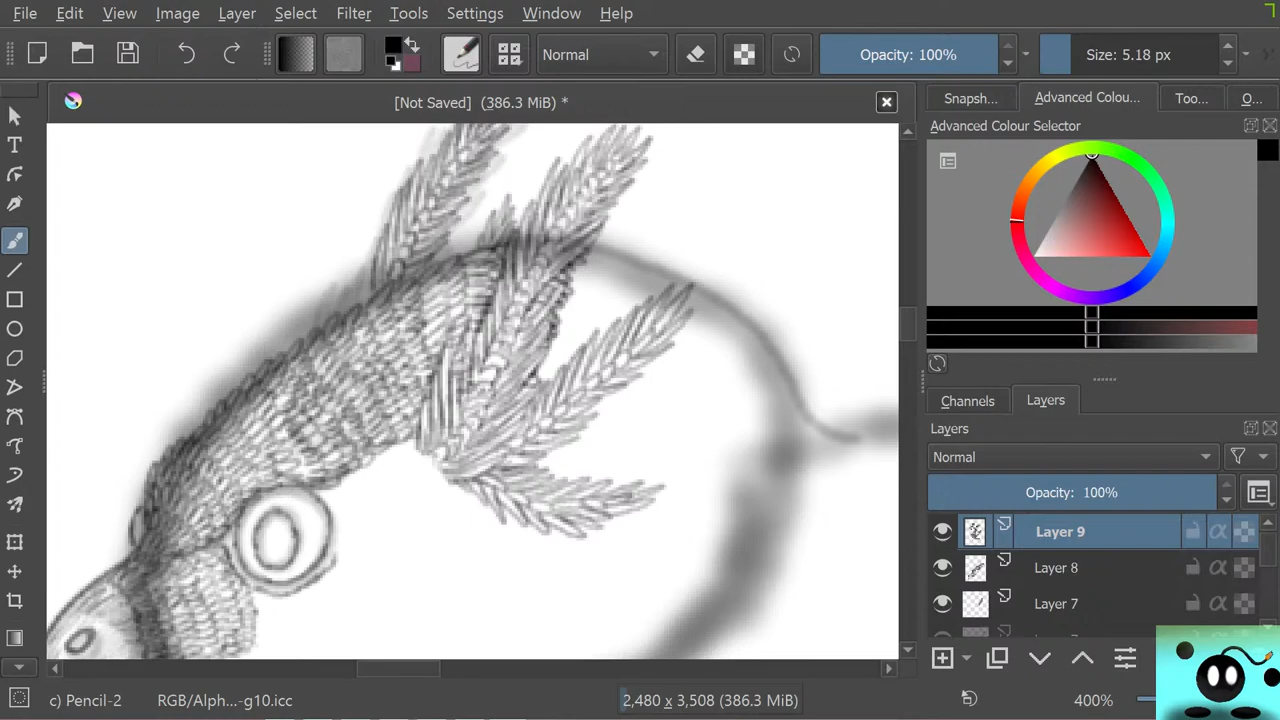 File Edit View Image Layer Select Filter Tools Settings Window Help
Normal Opacity: 100% Size: 5.18 px
[Not Saved] (386.3 MiB) *
Snapsh... Advanced Colou... Too... O...
Advanced Colour Selector
Channels Layers
Layers
Normal
Opacity: 100%
Layer 9
Layer 8
Layer 7
c) Pencil-2 RGB/Alph...-g10.icc 2,480 x 3,508 (386.3 MiB) 400%